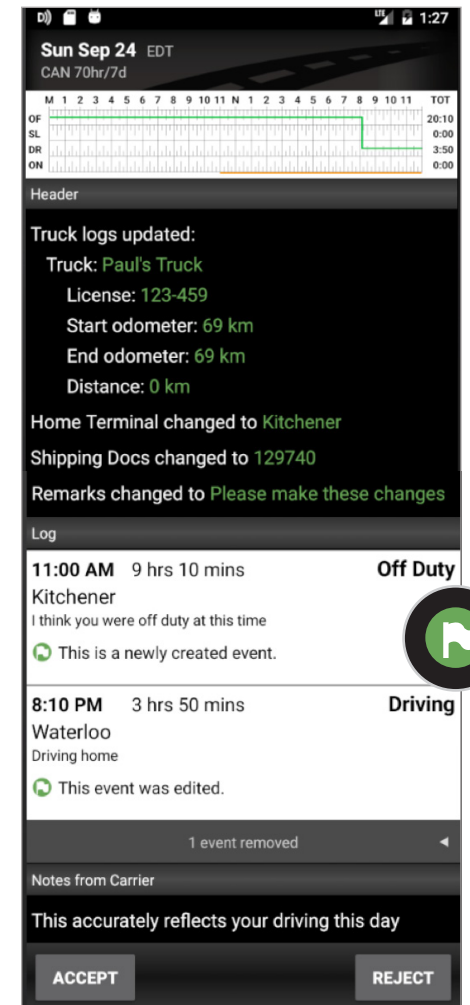 LTE 1:27
Sun Sep 24 EDT
CAN 70hr/7d
M 1 2 3 4 5 6 7 8 9 10 11 N 1 2 3 4 5 6 7 8 9 10 11 TOT
OF 20:10
SL 0:00
DR 3:50
ON 0:00
Header
Truck logs updated:
Truck: Paul's Truck
License: 123-459
Start odometer: 69 km
End odometer: 69 km
Distance: 0 km
Home Terminal changed to Kitchener
Shipping Docs changed to 129740
Remarks changed to Please make these changes
Log
11:00 AM 9 hrs 10 mins Off Duty
Kitchener
I think you were off duty at this time
This is a newly created event.
8:10 PM 3 hrs 50 mins Driving
Waterloo
Driving home
This event was edited.
1 event removed
Notes from Carrier
This accurately reflects your driving this day
ACCEPT REJECT